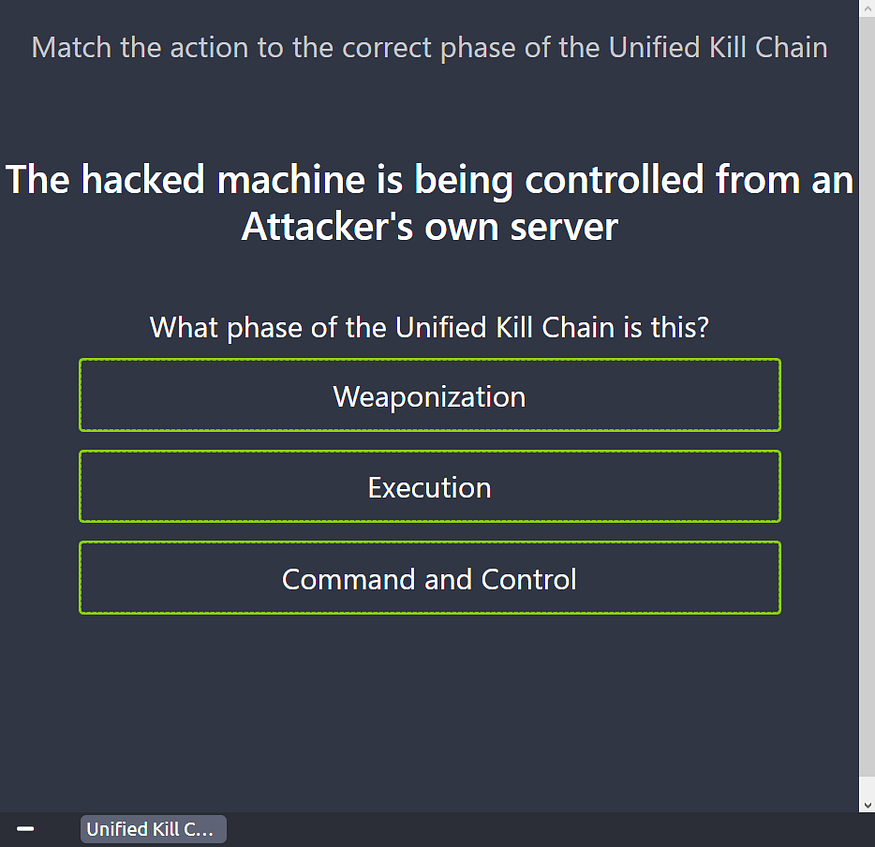 Match the action to the correct phase of the Unified Kill Chain
The hacked machine is being controlled from an
Attacker's own server
What phase of the Unified Kill Chain is this?
Weaponization
Execution
Command and Control
Unified Kill C...